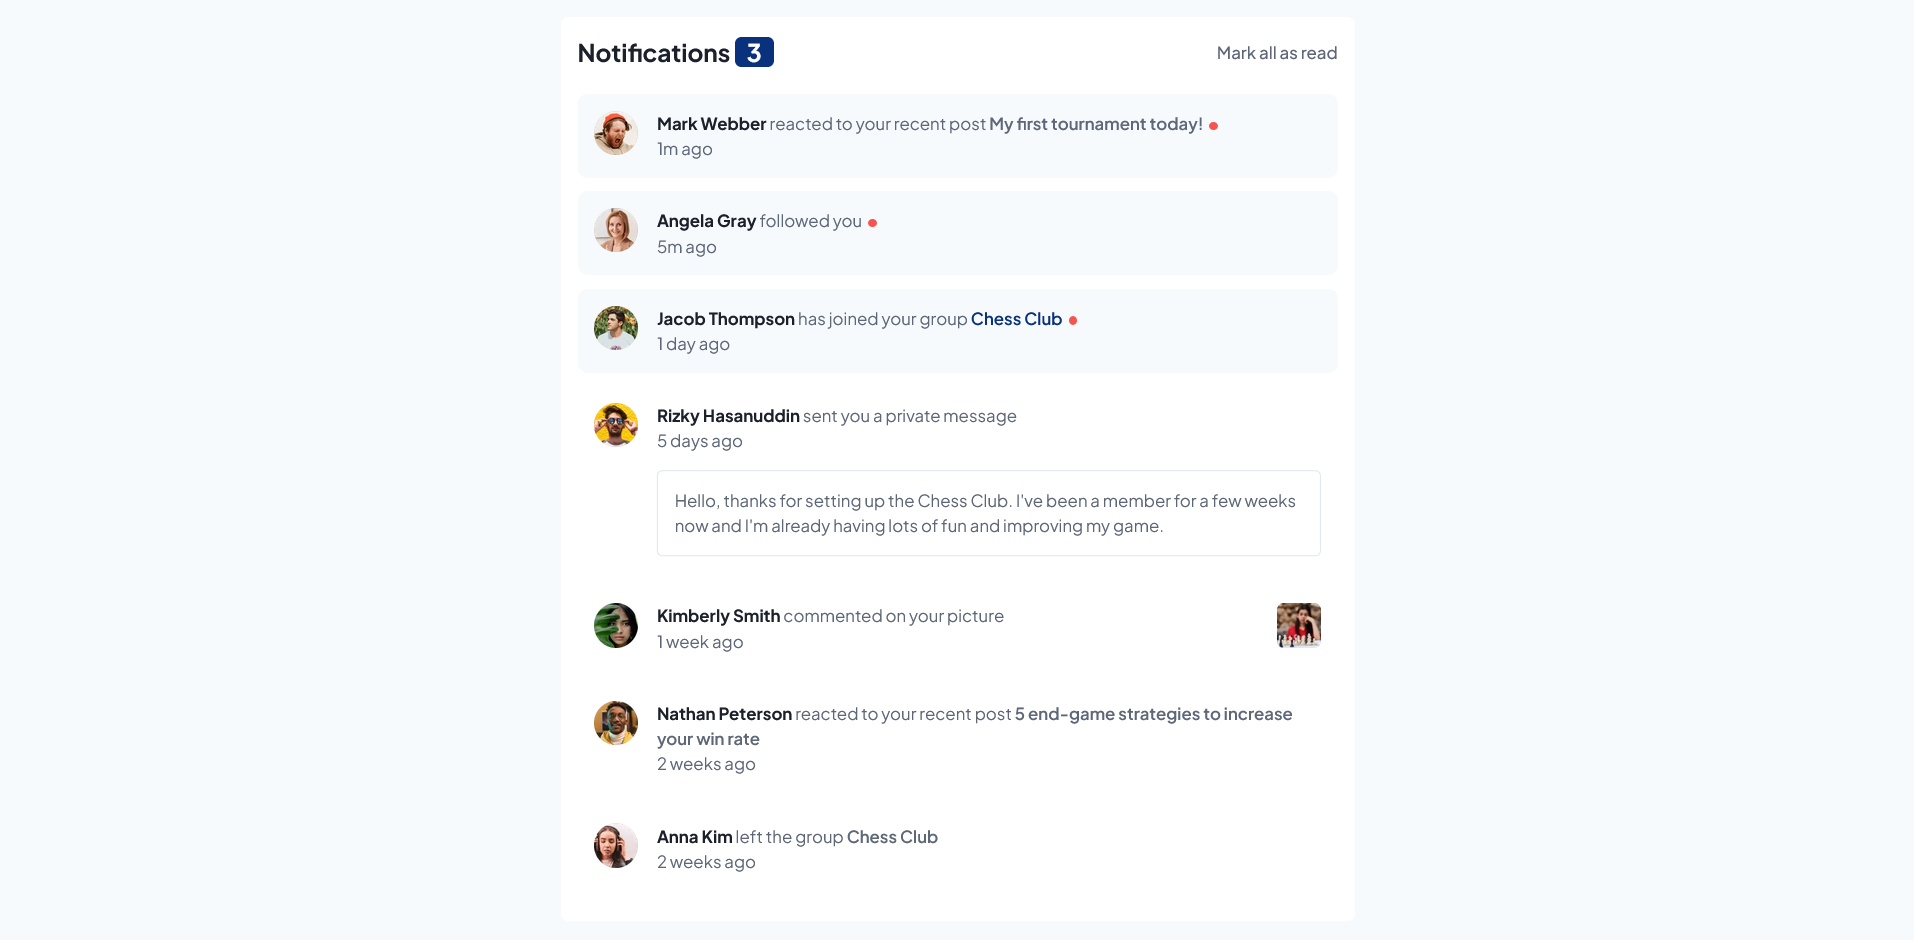 Notifications 3
Mark all as read
Mark Webber reacted to your recent post My first tournament today!
1m ago
Angela Gray followed you
5m ago
Jacob Thompson has joined your group Chess Club
1 day ago
Rizky Hasanuddin sent you a private message
5 days ago
Hello, thanks for setting up the Chess Club. I've been a member for a few weeks
now and I'm already having lots of fun and improving my game.
Kimberly Smith commented on your picture
1 week ago
Nathan Peterson reacted to your recent post 5 end-game strategies to increase
your win rate
2 weeks ago
Anna Kim left the group Chess Club
2 weeks ago